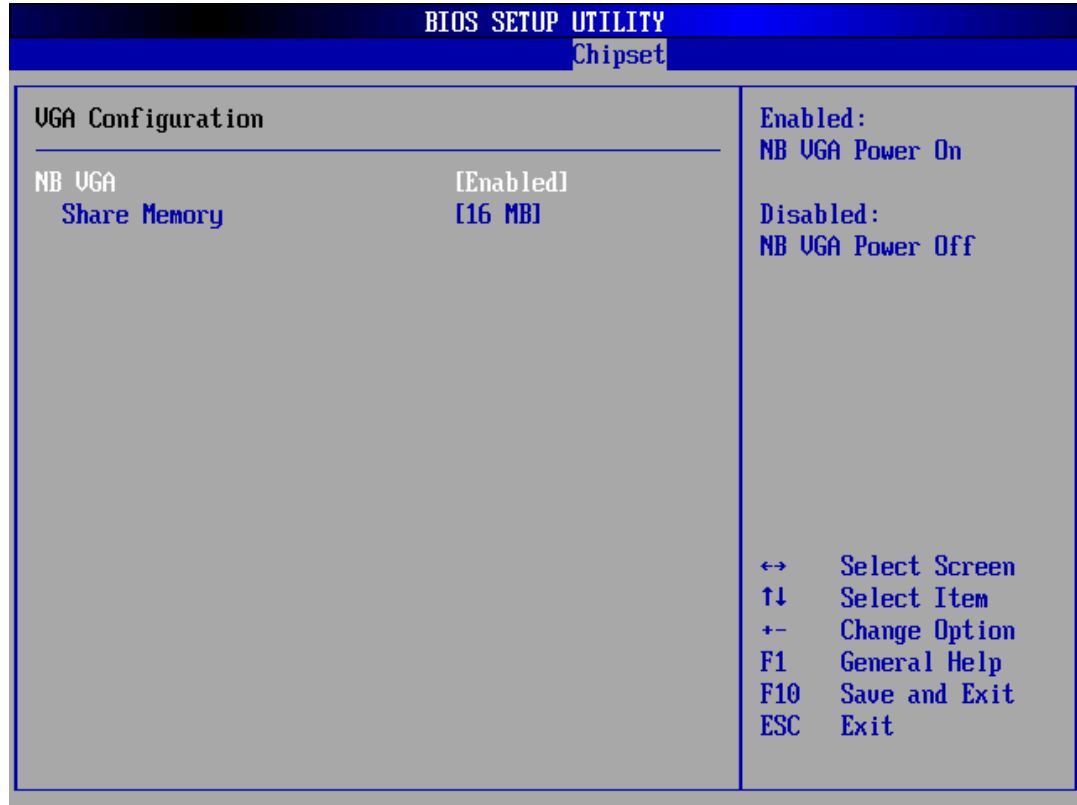 BIOS SETUP UTILITY
Chipset
VGA Configuration
NB VGA [Enabled]
Share Memory [16 MB]
Enabled:
NB VGA Power On
Disabled:
NB VGA Power Off
←→ Select Screen
↑↓ Select Item
+- Change Option
F1 General Help
F10 Save and Exit
ESC Exit